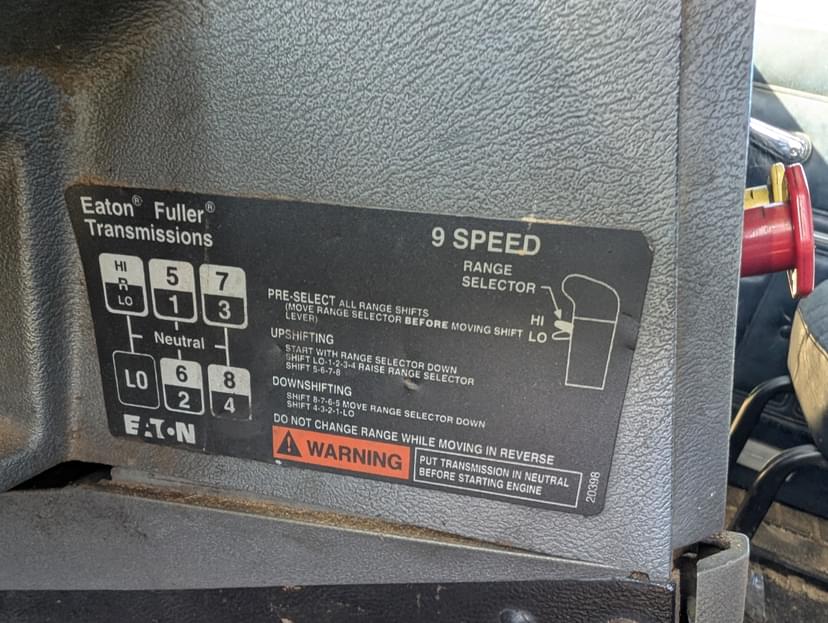 Eaton® Fuller®
Transmissions
9 SPEED
HI
R
LO
5
1
7
3
Neutral
LO
6
2
8
4
EATON
RANGE
SELECTOR
HI
LO
PRE-SELECT ALL RANGE SHIFTS
(MOVE RANGE SELECTOR BEFORE MOVING SHIFT
LEVER)
UPSHIFTING
START WITH RANGE SELECTOR DOWN
SHIFT LO-1-2-3-4 RAISE RANGE SELECTOR
SHIFT 5-6-7-8
DOWNSHIFTING
SHIFT 8-7-6-5 MOVE RANGE SELECTOR DOWN
SHIFT 4-3-2-1-LO
DO NOT CHANGE RANGE WHILE MOVING IN REVERSE
WARNING
PUT TRANSMISSION IN NEUTRAL
BEFORE STARTING ENGINE
20398